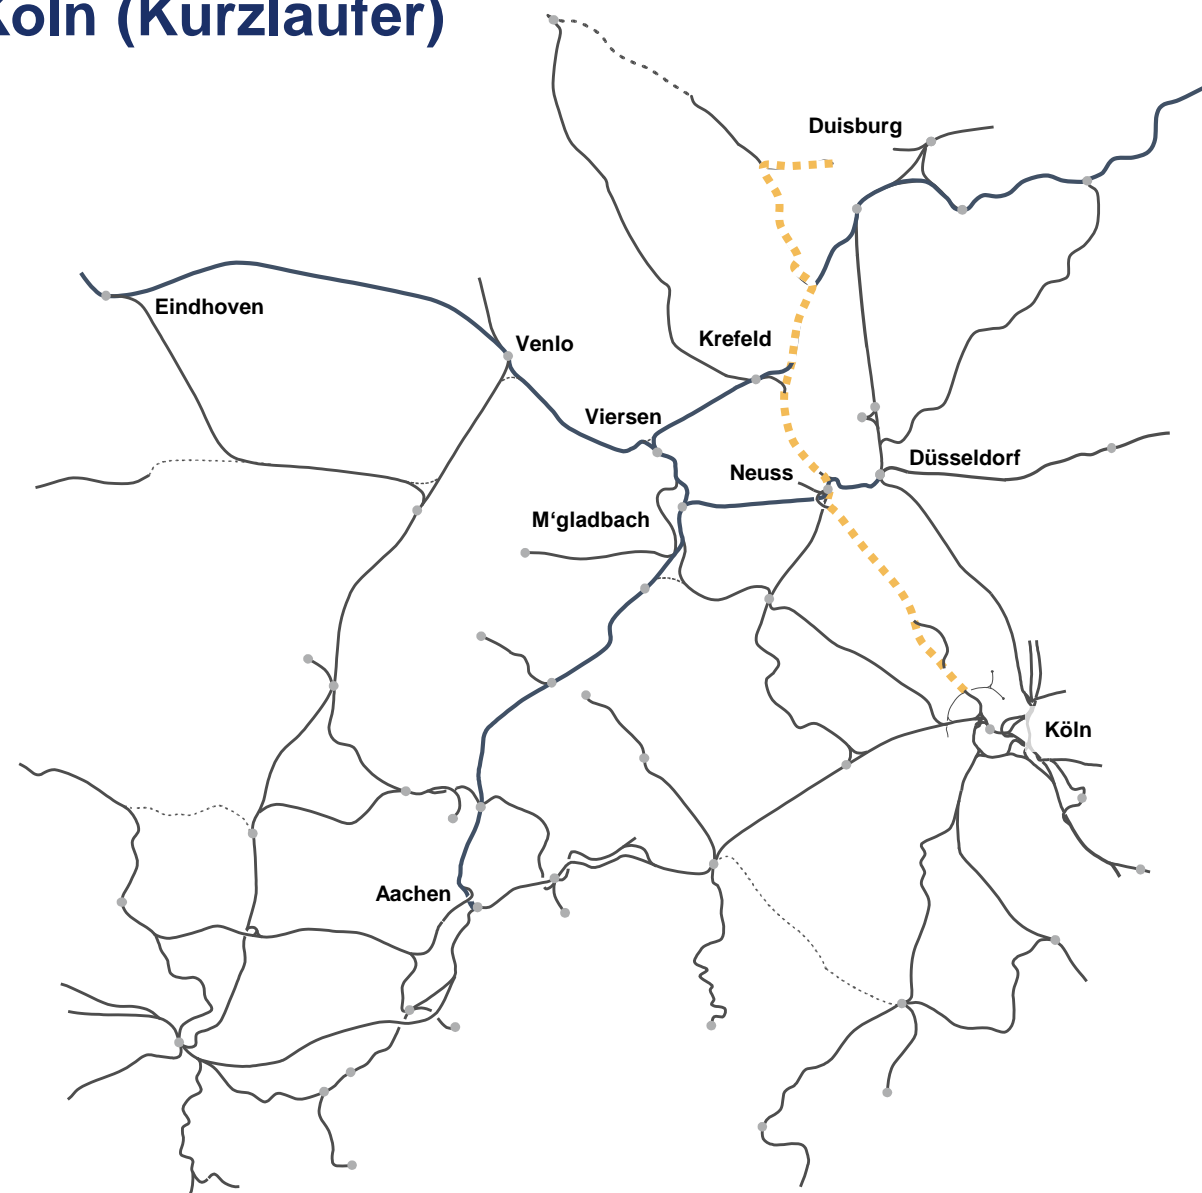 Köln (Kurzläufer)
Duisburg
Eindhoven
Venlo
Krefeld
Viersen
Neuss
Düsseldorf
M‘gladbach
Köln
Aachen